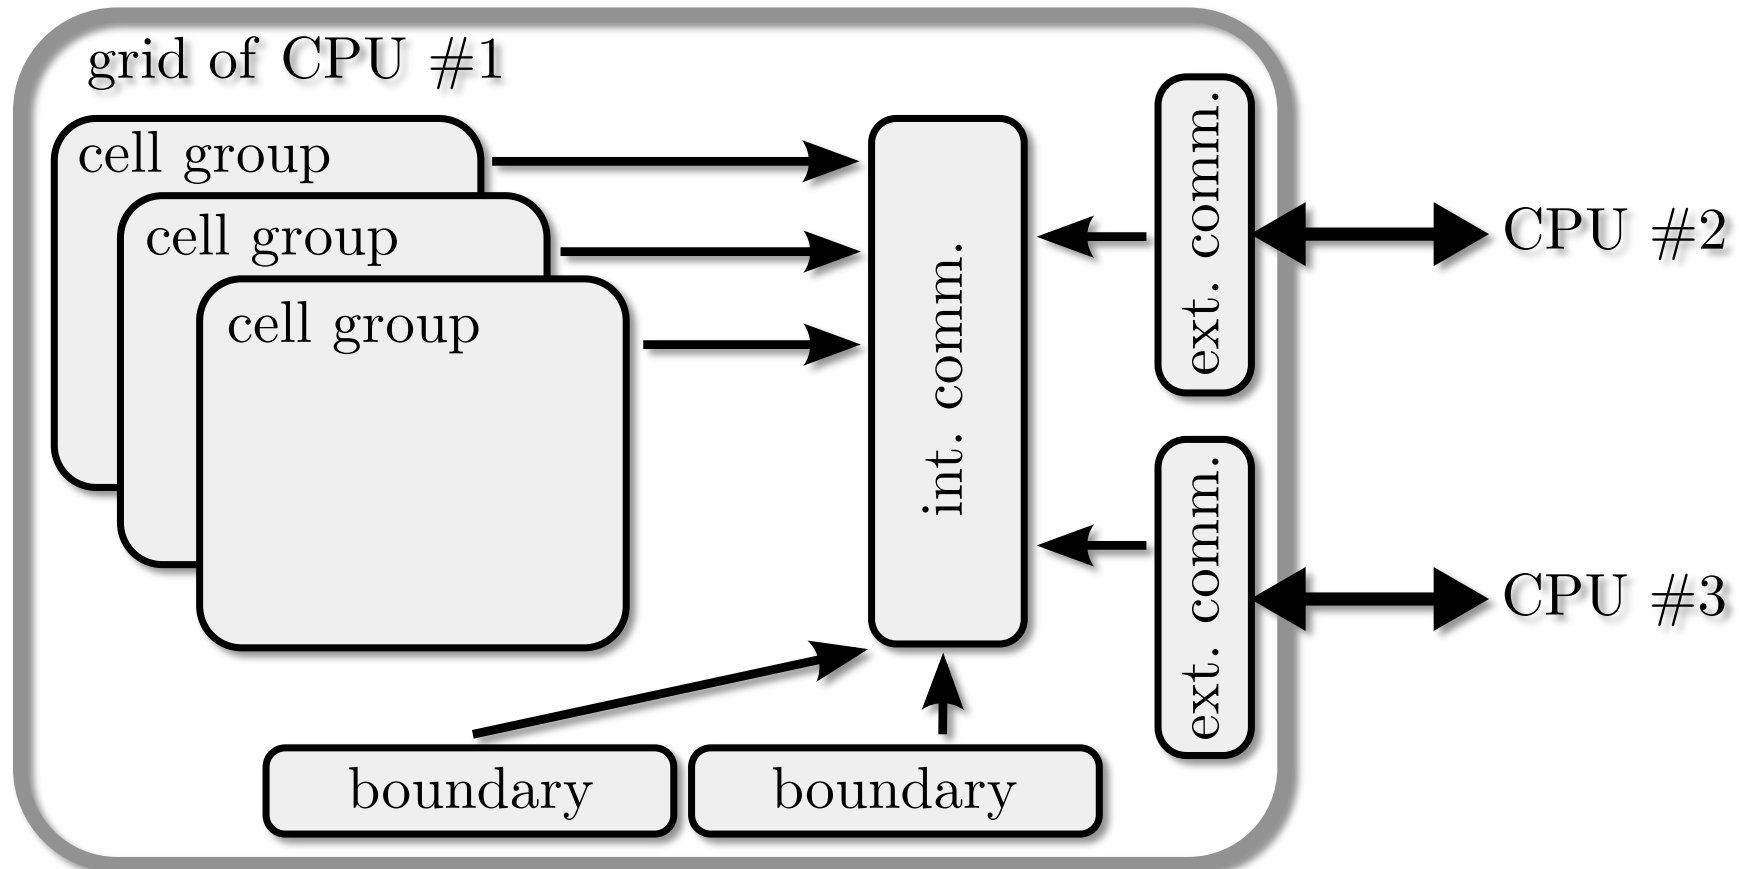 grid of CPU #1
cell group
cell group
cell group
int. comm.
ext. comm.
CPU #2
ext. comm.
CPU #3
boundary
boundary